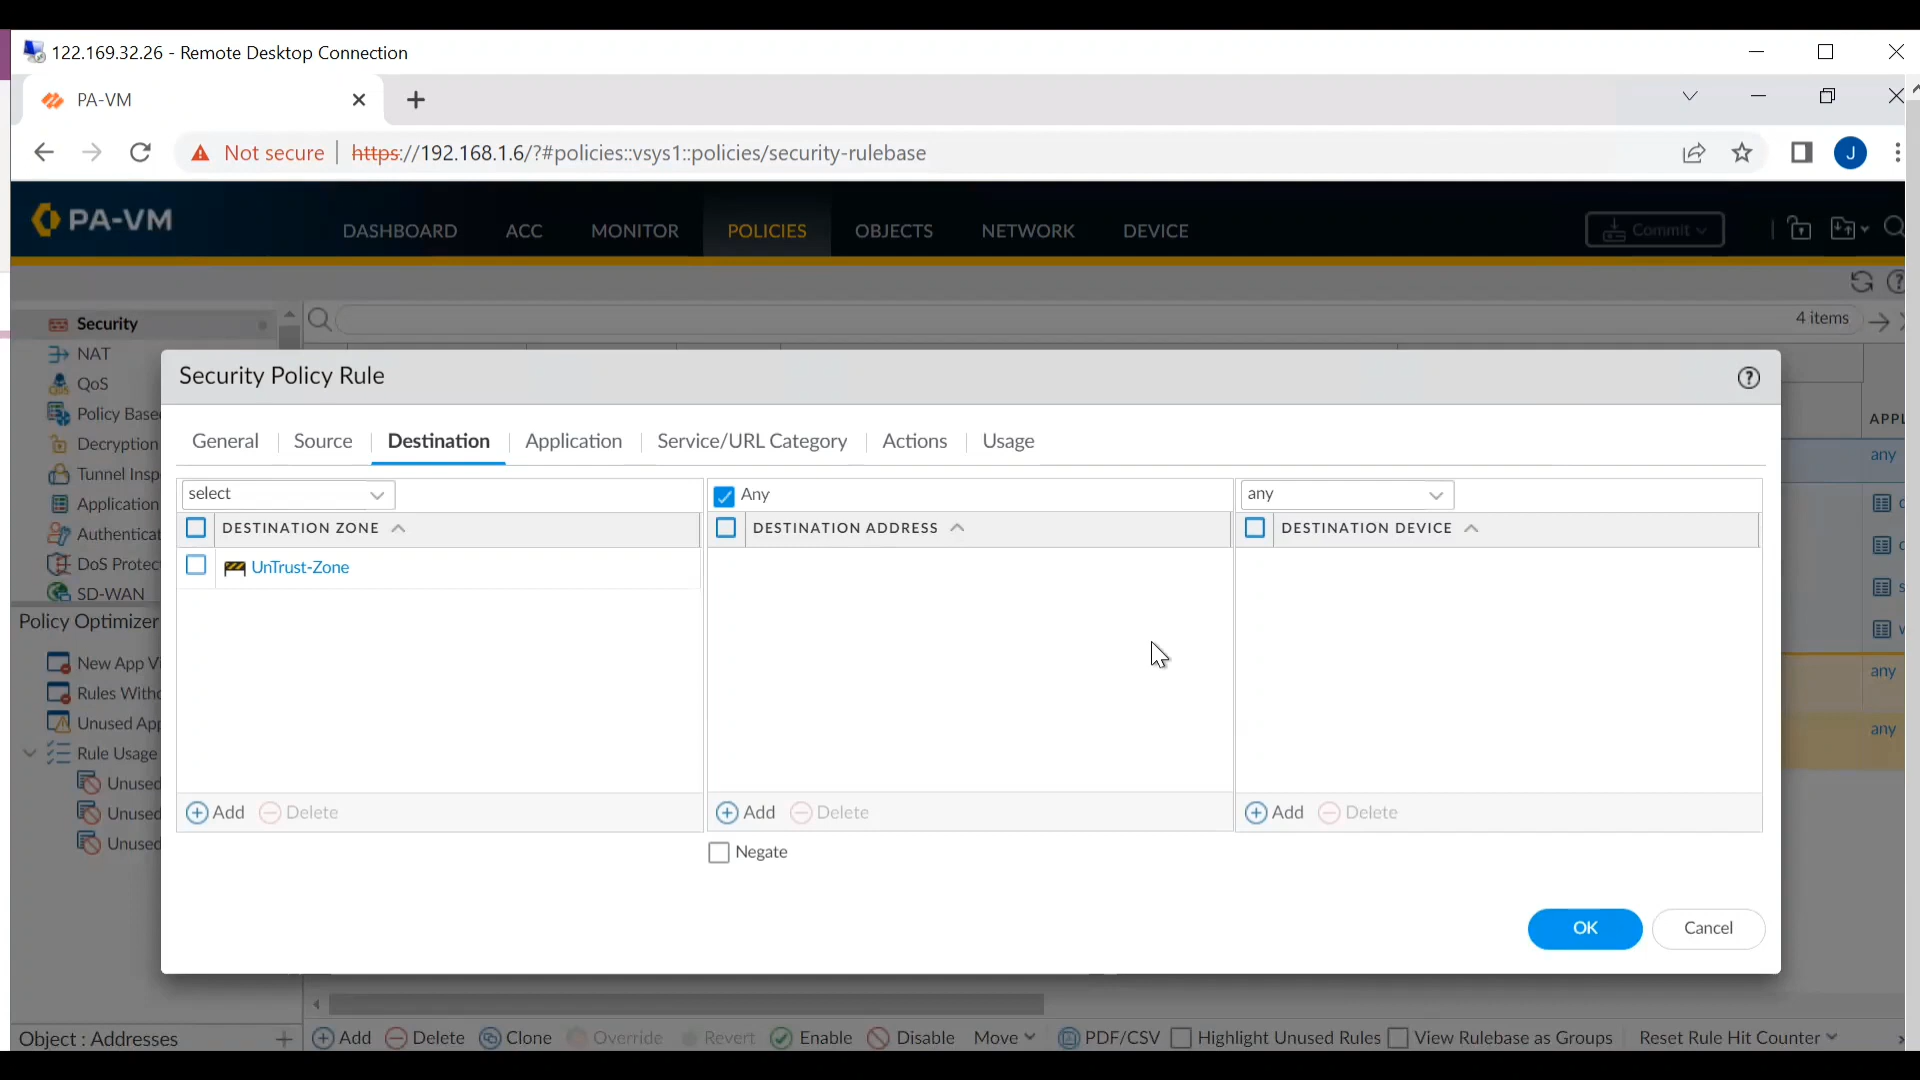 122.169.32.26 - Remote Desktop Connection
PA-VM
Not secure https://192.168.1.6/?#policies::vsys1::policies/security-rulebase J
PA-VM DASHBOARD ACC MONITOR POLICIES OBJECTS NETWORK DEVICE Commit
Security
4 items
NAT
QoS
Policy Base
Decryption
Tunnel Insp
Application
Authenticat
DoS Protec
SD-WAN
Policy Optimizer
New App Vi
Rules Witho
Unused App
Rule Usage
Unused
Unused
Unused
Object : Addresses
Security Policy Rule
General Source Destination Application Service/URL Category Actions Usage
select Any any
DESTINATION ZONE DESTINATION ADDRESS DESTINATION DEVICE
UnTrust-Zone
Add Delete Add Delete Add Delete
Negate
OK Cancel
APPL
any
any
any
Add Delete Clone Override Revert Enable Disable Move PDF/CSV Highlight Unused Rules View Rulebase as Groups Reset Rule Hit Counter